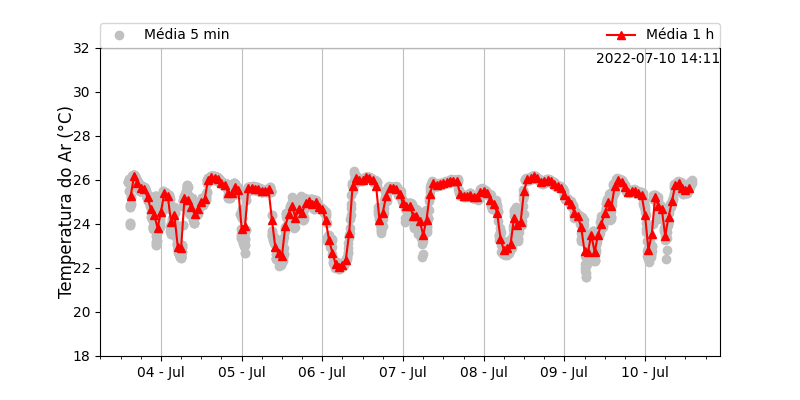 Média 5 min
Média 1 h
2022-07-10 14:11
Temperatura do Ar (°C)
32
30
28
26
24
22
20
18
04 - Jul
05 - Jul
06 - Jul
07 - Jul
08 - Jul
09 - Jul
10 - Jul